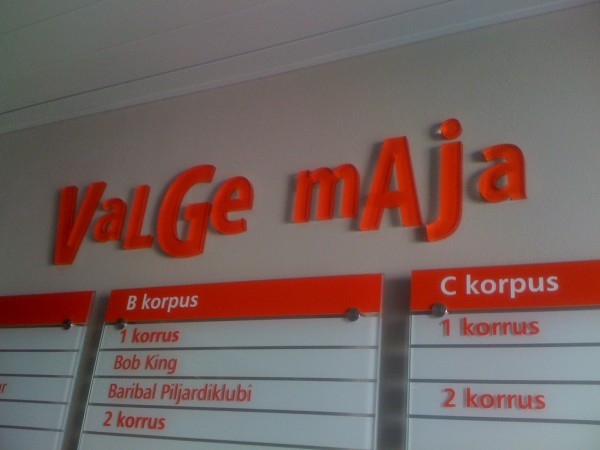 VaLGe mAja
B korpus
1 korrus
Bob King
Baribal Piljardiklubi
2 korrus
C korpus
1 korrus
2 korrus